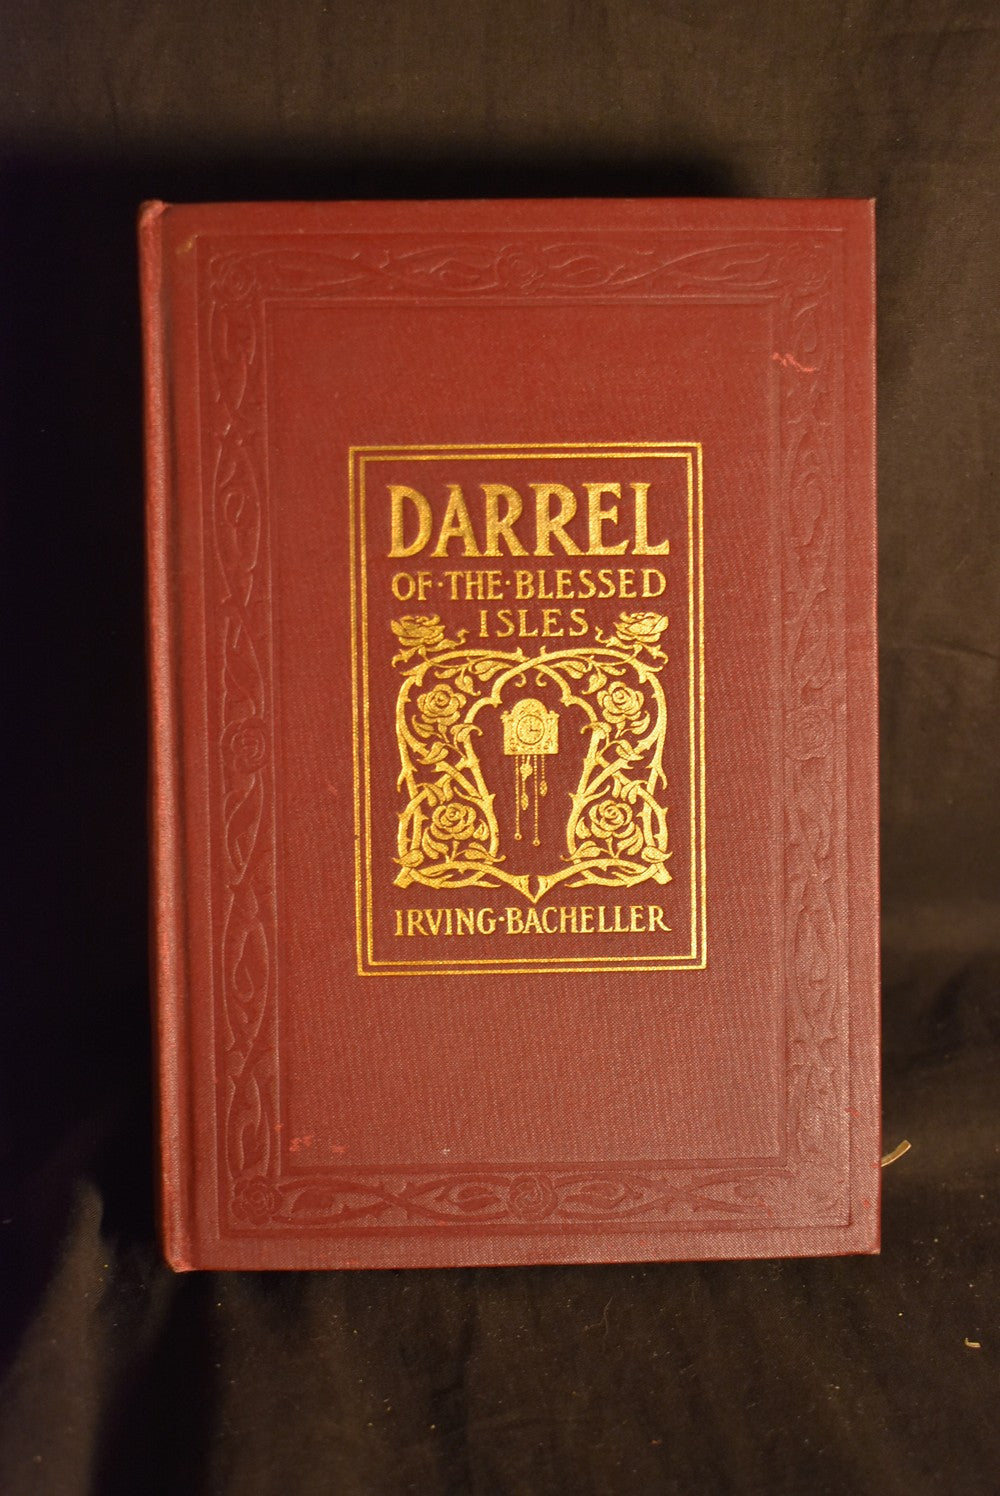 DARREL
OF·THE·BLESSED
ISLES
IRVING·BACHELLER